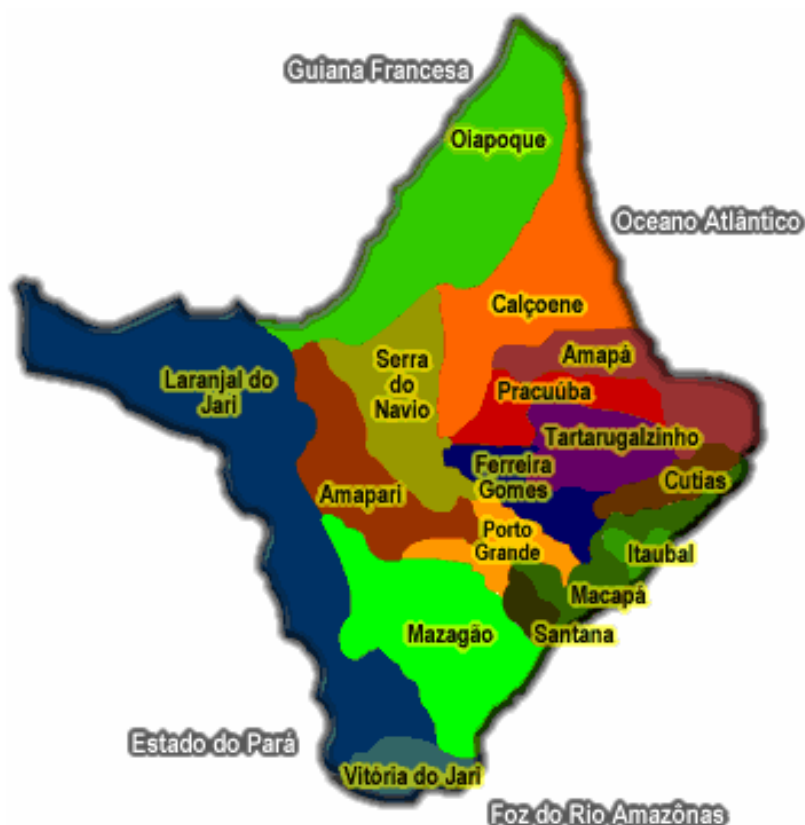 Guiana Francesa
Oiapoque
Oceano Atlântico
Calçoene
Amapá
Serra
do
Navio
Laranjal do
Jari
Pracuúba
Tartarugalzinho
Ferreira
Gomes
Cutias
Amapari
Porto
Grande
Itaubal
Macapá
Mazagão
Santana
Estado do Pará
Vitória do Jari
Foz do Rio Amazônas